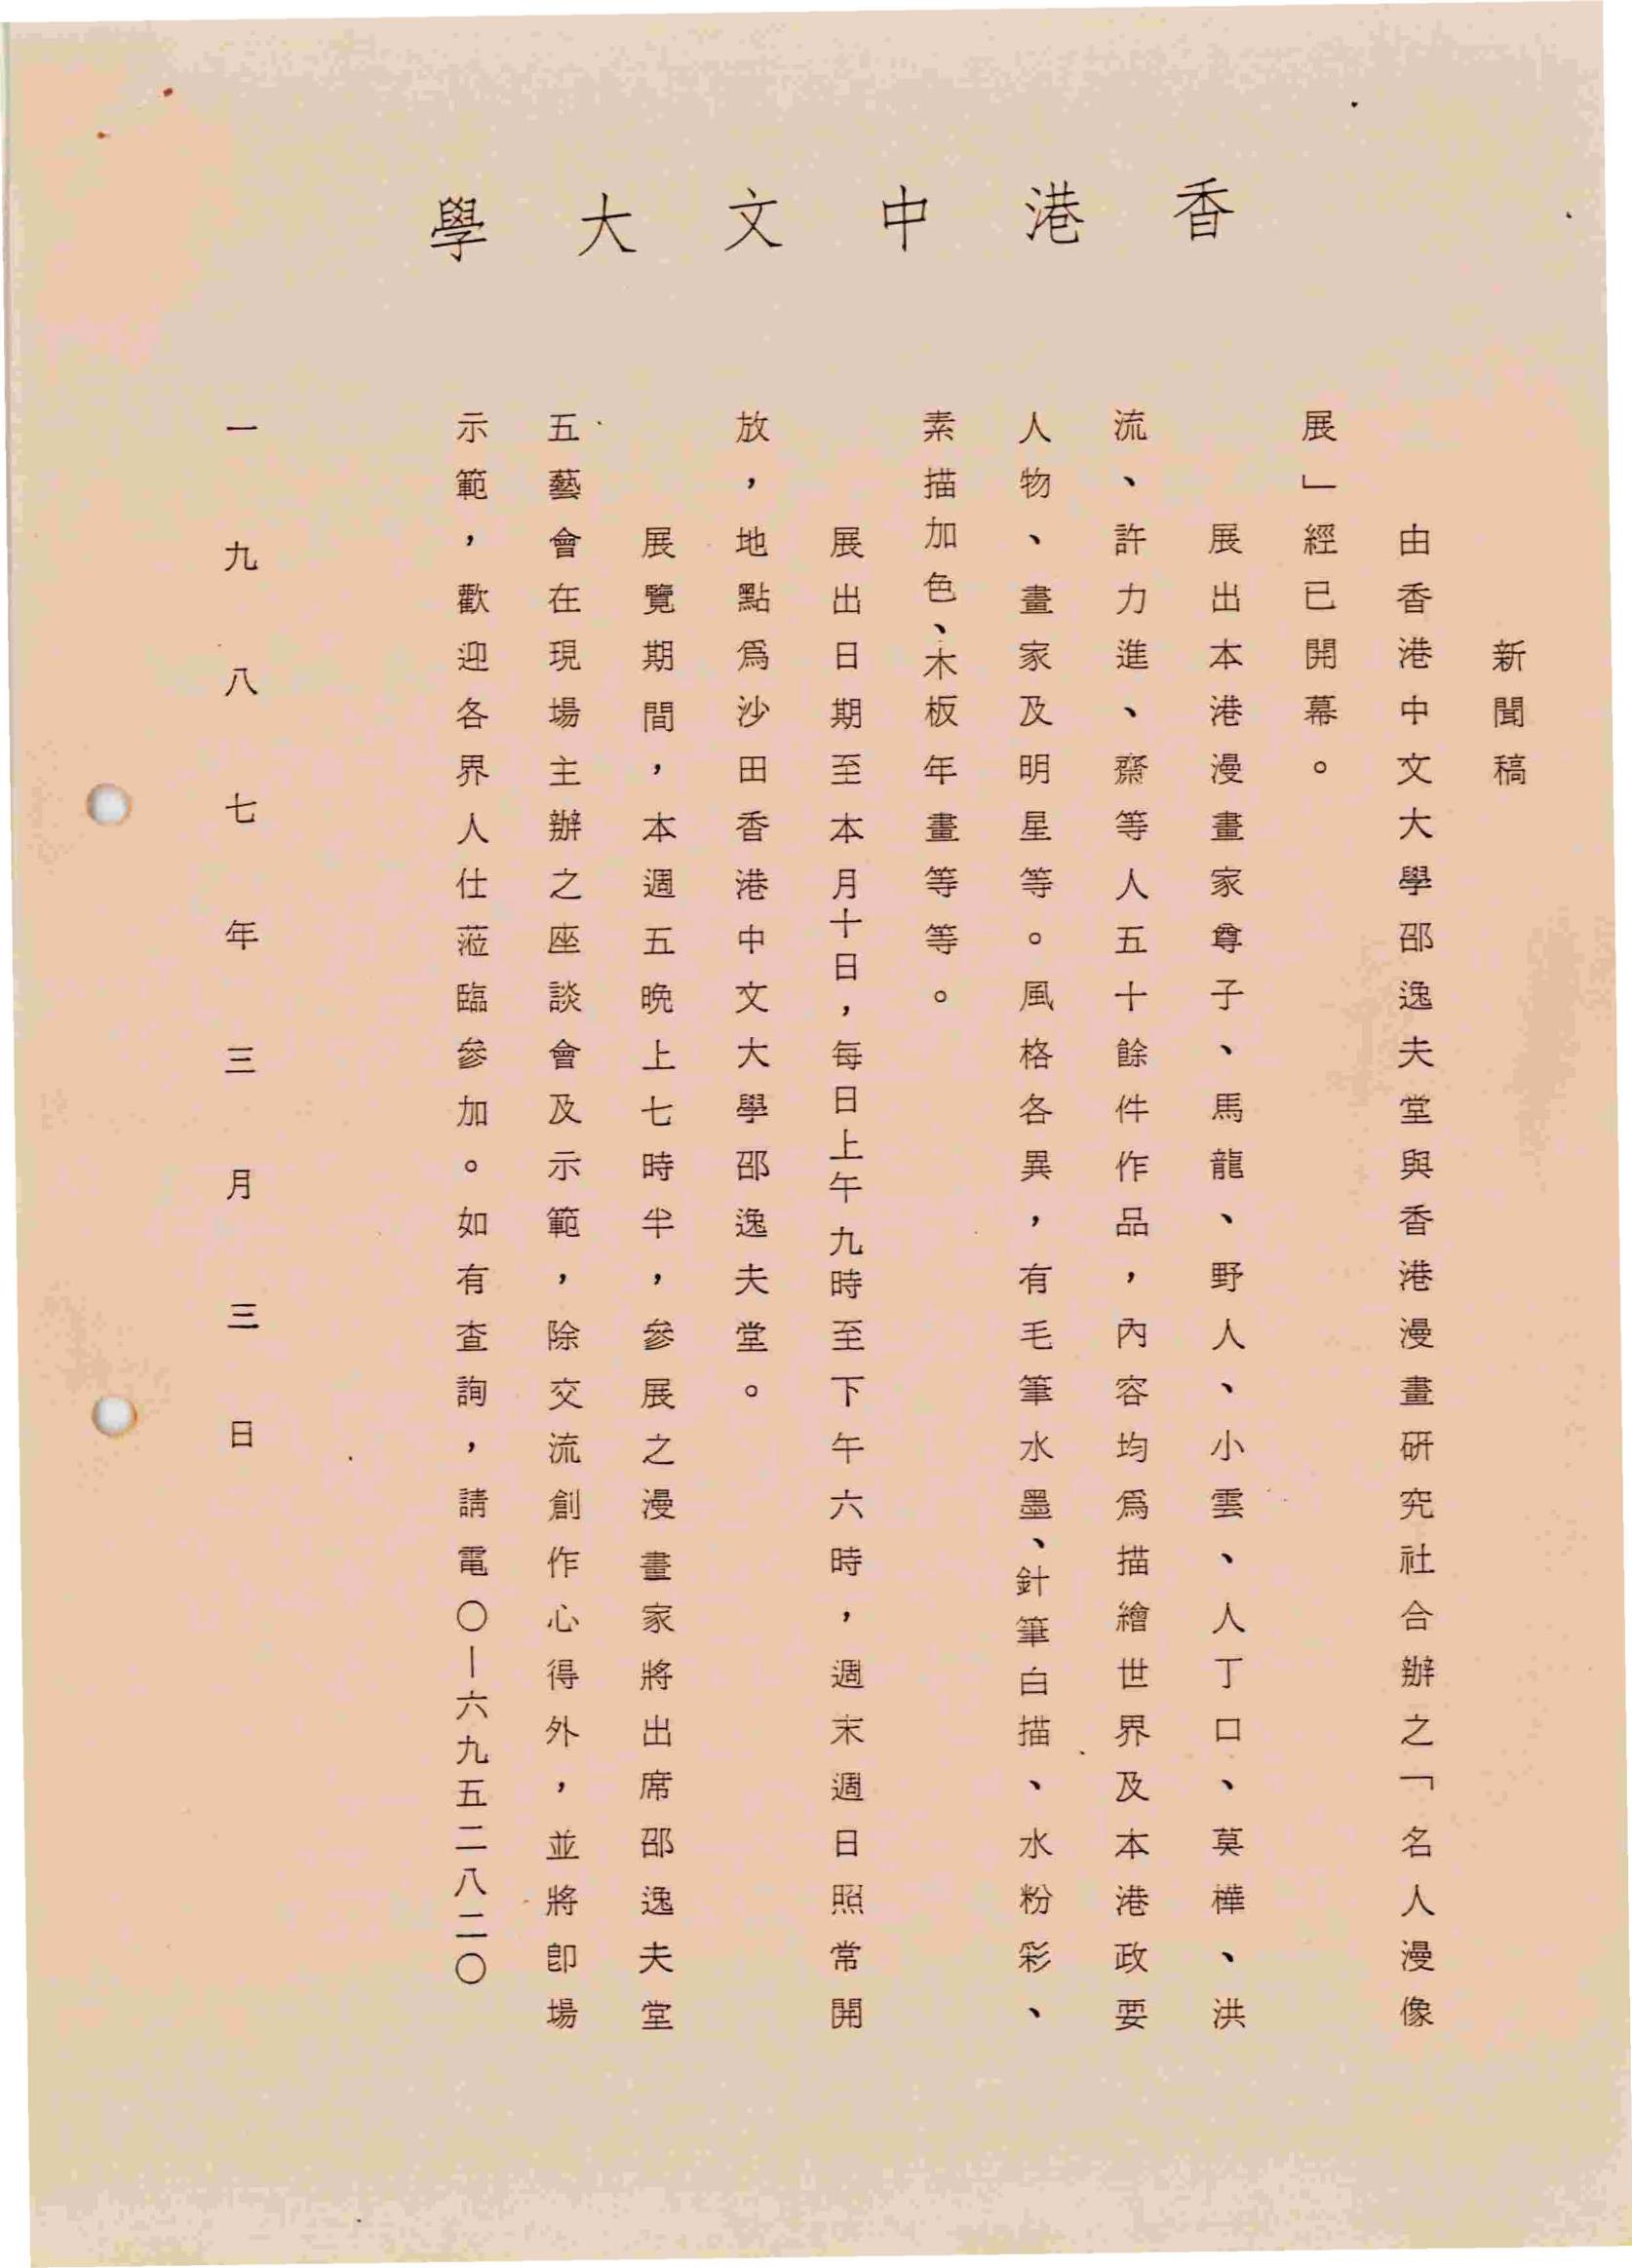 香港中文大學
新聞稿
由香港中文大學邵逸夫堂與香港漫畫研究社合辦之「名人漫像
展」經已開幕。
展出本港漫畫家尊子、馬龍、野人、小雲、人丁口、莫樺、洪
流、許力進、齋等人五十餘件作品，內容均爲描繪世界及本港政要
人物、畫家及明星等。風格各異，有毛筆水墨、針筆白描、水粉彩、
素描加色、木板年畫等等。
展出日期至本月十日，每日上午九時至下午六時，週末週日照常開
放，地點爲沙田香港中文大學邵逸夫堂。
展覽期間，本週五晚上七時半，參展之漫畫家將出席邵逸夫堂
五藝會在現場主辦之座談會及示範，除交流創作心得外，並將卽場
示範，歡迎各界人仕蒞臨參加。如有查詢，請電〇—六九五二八二〇
一九八七年三月三日